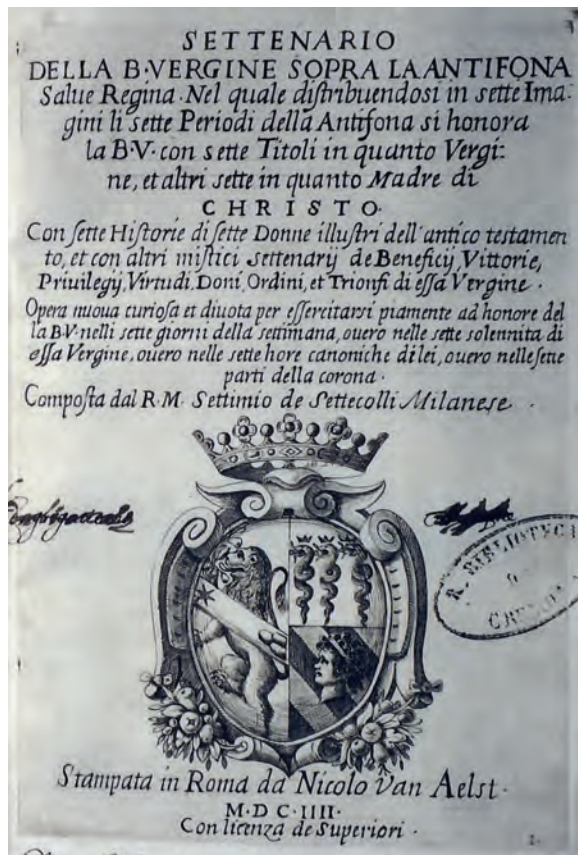 SETTENARIO
DELLA B·VERGINE SOPRA LA ANTIFONA
Salue Regina·Nel quale distribuendosi in sette Ima-
gini li sette Periodi della Antifona si honora
la B·V· con sette Titoli in quanto Vergi:
ne, et altri sette in quanto Madre di
CHRISTO·
Con sette Historie di sette Donne illustri dell'antico testamen
to, et con altri mistici settenarij de Beneficij, Vittorie,
Priuilegij, Virtudi, Doni, Ordini, et Trionfi di essa Vergine·
Opera nuoua curiosa et diuota per essercitarsi piamente ad honore del
la B·V· nelli sette giorni della settimana, ouero nelle sette solennita di
essa Vergine, ouero nelle sette hore canoniche di lei, ouero nelle sette
parti della corona·
Composta dal R·M· Settimio de Settecolli Milanese·
R. BIBLIOTECA
Stampata in Roma da Nicolo Van Aelst·
M·D C·IIII·
Con licenza de Superiori·
1·